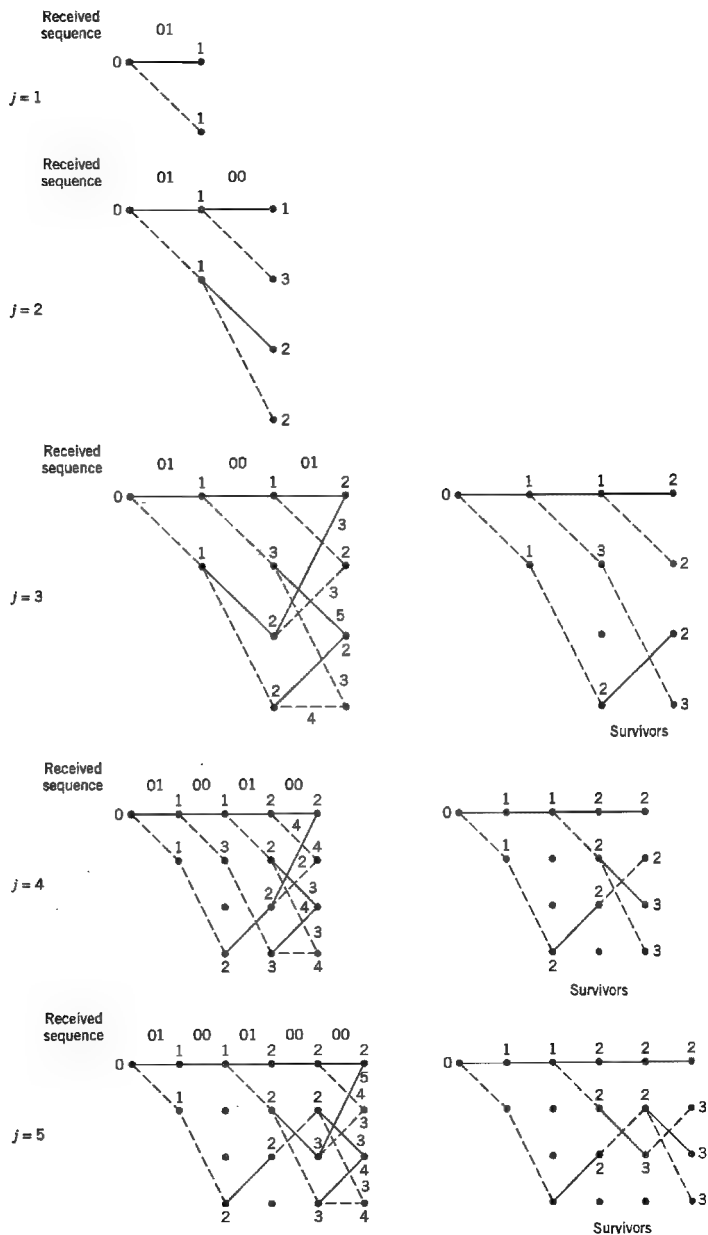 Received
sequence 01
0 1
j = 1
1
Received
sequence 01 00
1
0 1
1 3
j = 2
2
2
Received
sequence 01 00 01
0 1 1 2
3
1 3 2
j = 3
3
5
2 2
2 3
4
0 1 1 2
1 3 2
2
2 3
Survivors
Received
sequence 01 00 01 00
0 1 1 2 2
4
1 3 2 2 4
j = 4
2 4 3
3
2 3 4
0 1 1 2 2
1 2 2
2 3
2 3
Survivors
Received
sequence 01 00 01 00 00
0 1 1 2 2 2
5
1 2 2 4
3
j = 5
2 3 3
4
3
2 3 4
0 1 1 2 2 2
2 2 3
2 3 3
3
Survivors